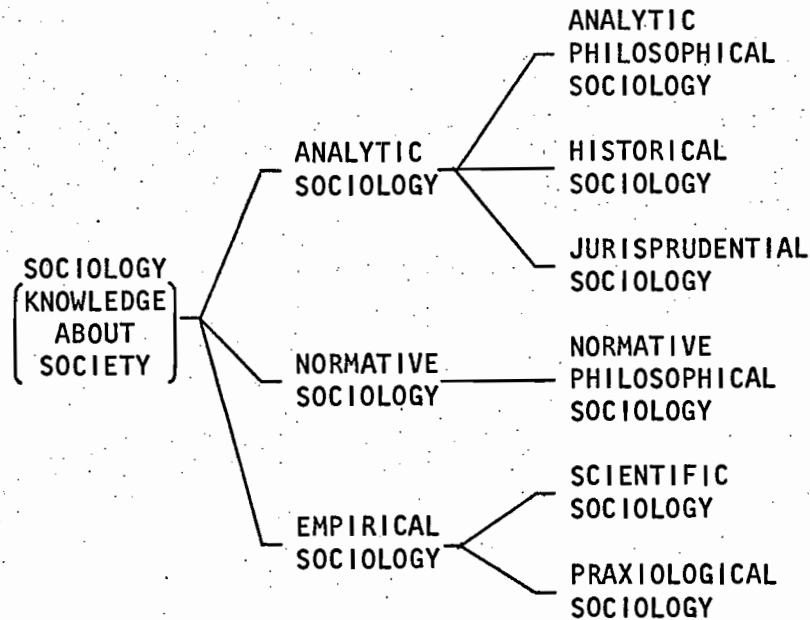 ANALYTIC
PHILOSOPHICAL
SOCIOLOGY
ANALYTIC
SOCIOLOGY
HISTORICAL
SOCIOLOGY
JURISPRUDENTIAL
SOCIOLOGY
SOCIOLOGY
KNOWLEDGE
ABOUT
SOCIETY
NORMATIVE
SOCIOLOGY
NORMATIVE
PHILOSOPHICAL
SOCIOLOGY
EMPIRICAL
SOCIOLOGY
SCIENTIFIC
SOCIOLOGY
PRAXIOLOGICAL
SOCIOLOGY